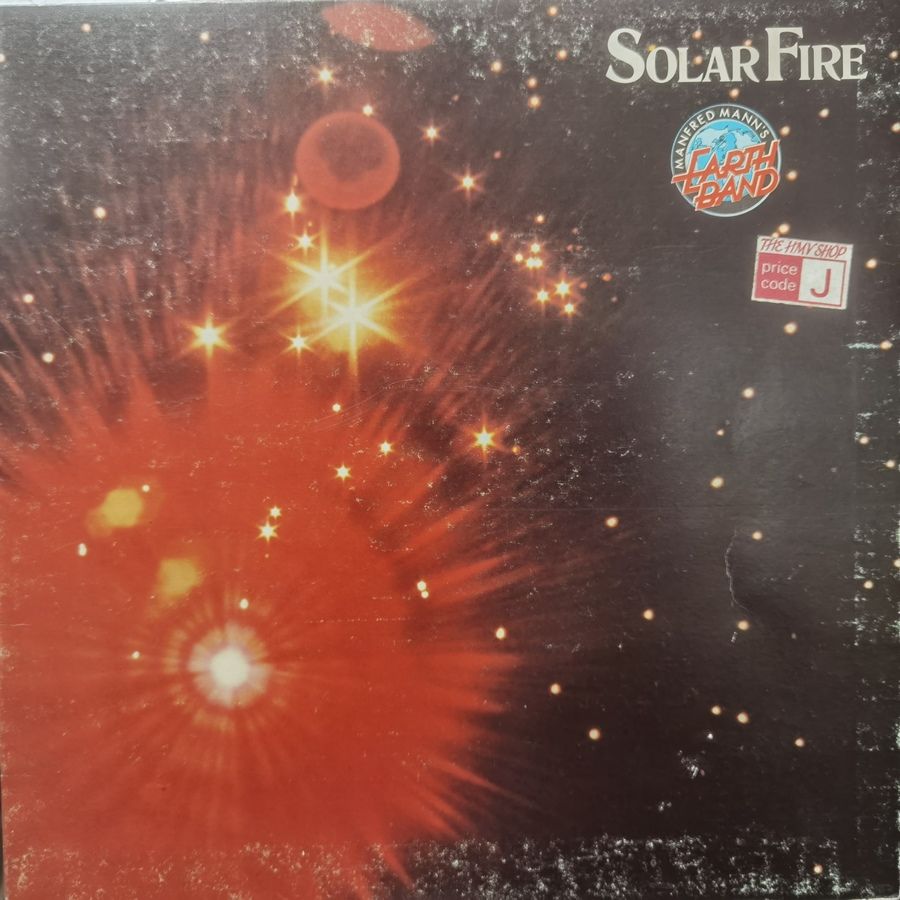 SOLAR FIRE
MANFRED MANN'S
EARTH
BAND
THE HMV SHOP
price
code
J